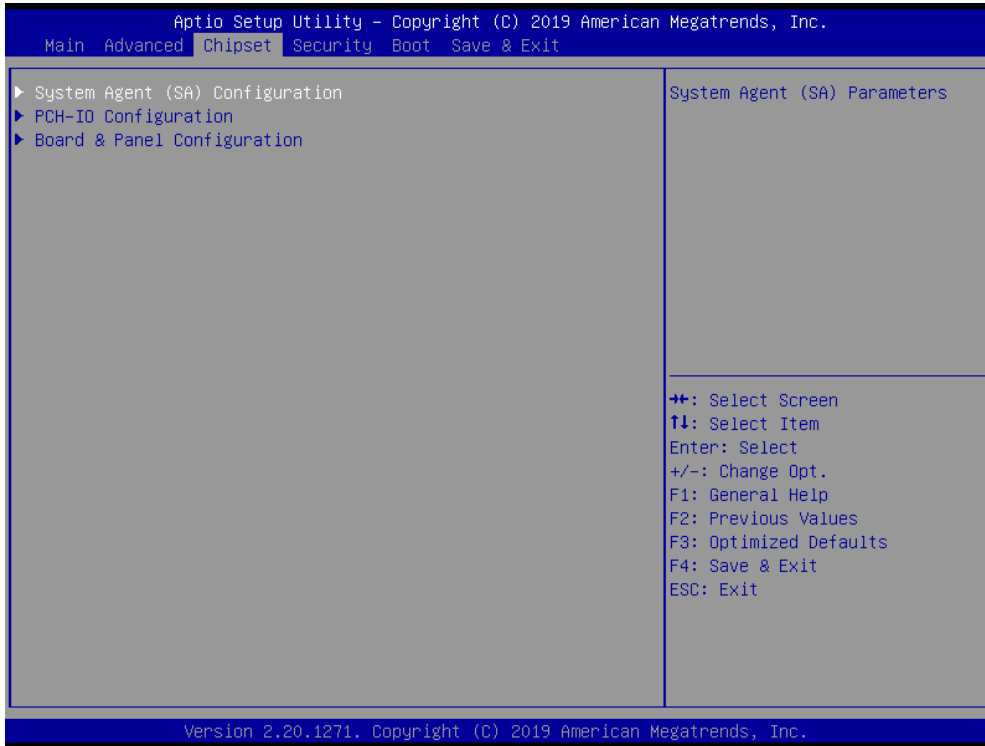 Aptio Setup Utility – Copyright (C) 2019 American Megatrends, Inc.
Main Advanced Chipset Security Boot Save & Exit
▶ System Agent (SA) Configuration
▶ PCH-IO Configuration
▶ Board & Panel Configuration
System Agent (SA) Parameters
→←: Select Screen
↑↓: Select Item
Enter: Select
+/-: Change Opt.
F1: General Help
F2: Previous Values
F3: Optimized Defaults
F4: Save & Exit
ESC: Exit
Version 2.20.1271. Copyright (C) 2019 American Megatrends, Inc.